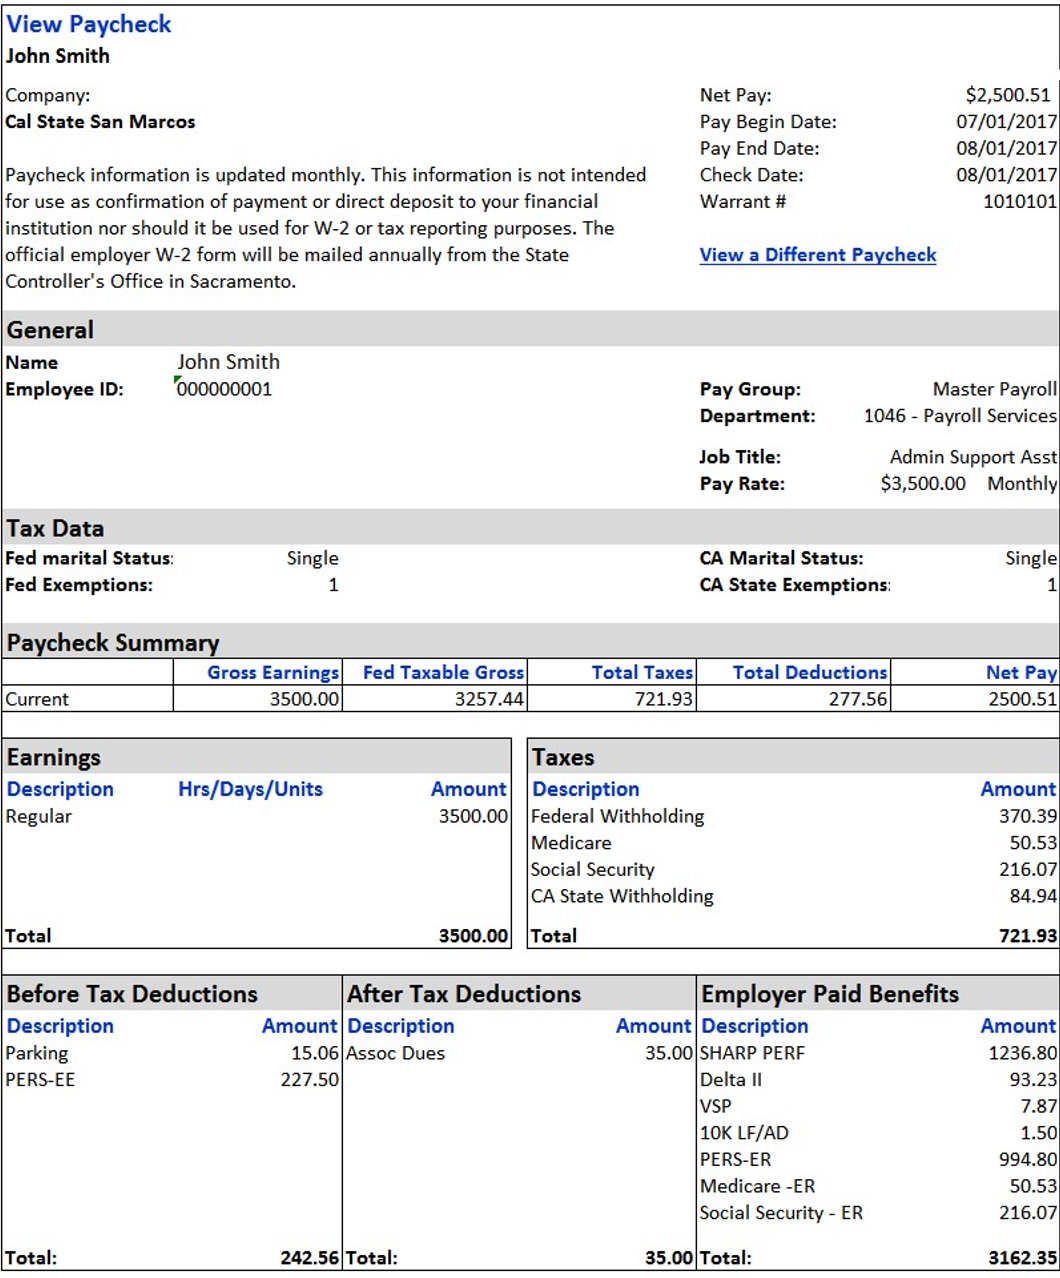 View Paycheck
John Smith
Company:
Cal State San Marcos
Net Pay: $2,500.51
Pay Begin Date: 07/01/2017
Pay End Date: 08/01/2017
Check Date: 08/01/2017
Warrant # 1010101
Paycheck information is updated monthly. This information is not intended
for use as confirmation of payment or direct deposit to your financial
institution nor should it be used for W-2 or tax reporting purposes. The
official employer W-2 form will be mailed annually from the State
Controller's Office in Sacramento.
View a Different Paycheck
General
Name John Smith
Employee ID: 000000001
Pay Group: Master Payroll
Department: 1046 - Payroll Services
Job Title: Admin Support Asst
Pay Rate: $3,500.00 Monthly
Tax Data
Fed marital Status: Single CA Marital Status: Single
Fed Exemptions: 1 CA State Exemptions: 1
Paycheck Summary
Gross Earnings Fed Taxable Gross Total Taxes Total Deductions Net Pay
Current 3500.00 3257.44 721.93 277.56 2500.51
Earnings
Description Hrs/Days/Units Amount
Regular 3500.00
Total 3500.00
Taxes
Description Amount
Federal Withholding 370.39
Medicare 50.53
Social Security 216.07
CA State Withholding 84.94
Total 721.93
Before Tax Deductions
Description Amount
Parking 15.06
PERS-EE 227.50
Total: 242.56
After Tax Deductions
Description Amount
Assoc Dues 35.00
Total: 35.00
Employer Paid Benefits
Description Amount
SHARP PERF 1236.80
Delta II 93.23
VSP 7.87
10K LF/AD 1.50
PERS-ER 994.80
Medicare -ER 50.53
Social Security - ER 216.07
Total: 3162.35